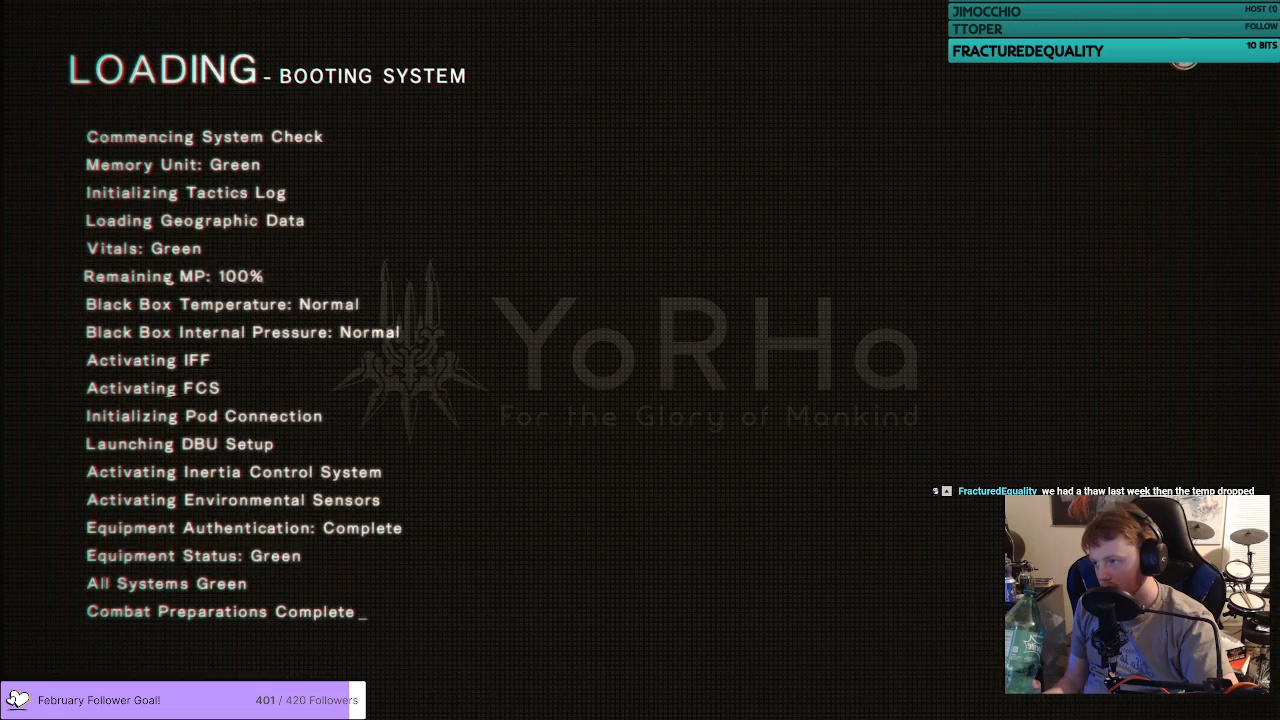 JIMOCCHIO HOST (1)
TTOPER FOLLOW
FRACTUREDEQUALITY 10 BITS
LOADING - BOOTING SYSTEM
Commencing System Check
Memory Unit: Green
Initializing Tactics Log
Loading Geographic Data
Vitals: Green
Remaining MP: 100%
Black Box Temperature: Normal
Black Box Internal Pressure: Normal
Activating IFF
Activating FCS
Initializing Pod Connection
Launching DBU Setup
Activating Inertia Control System
Activating Environmental Sensors
Equipment Authentication: Complete
Equipment Status: Green
All Systems Green
Combat Preparations Complete _
YoRHa
For the Glory of Mankind
FracturedEquality we had a thaw last week then the temp dropped
February Follower Goal! 401 / 420 Followers